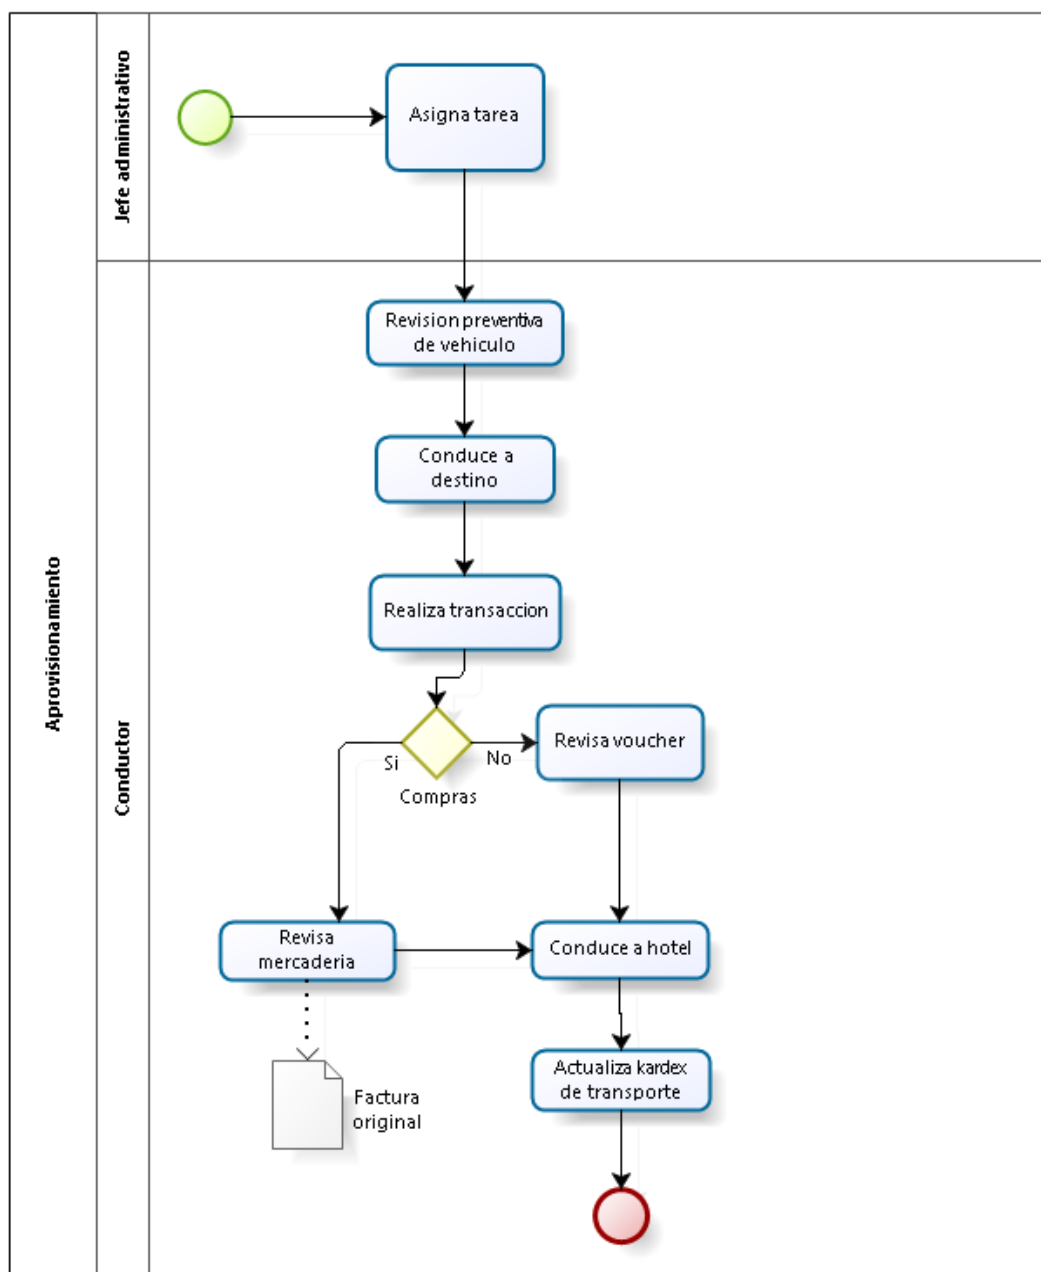 Aprovisionamiento
Jefe administrativo
Asigna tarea
Conductor
Revision preventiva
de vehiculo
Conduce a
destino
Realiza transaccion
Si
No
Compras
Revisa voucher
Revisa
mercaderia
Conduce a hotel
Factura
original
Actualiza kardex
de transporte